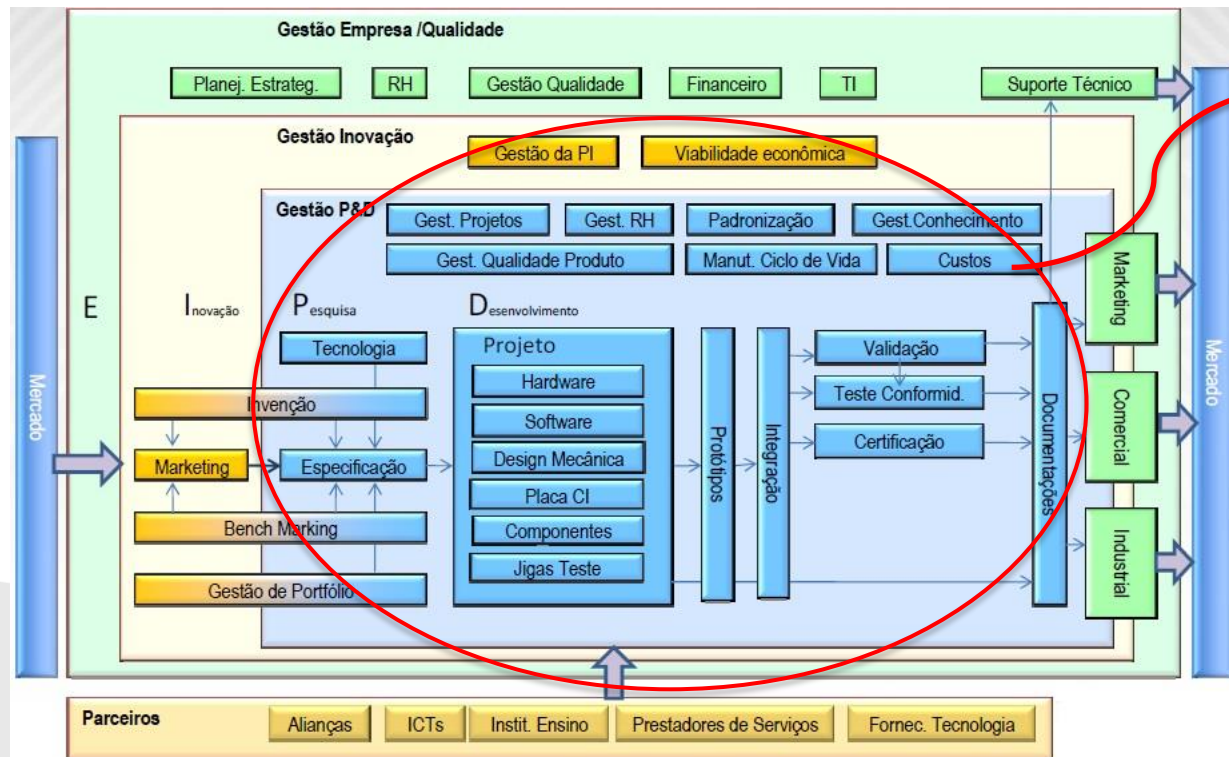 Gestão Empresa /Qualidade
Planej. Estrateg.
RH
Gestão Qualidade
Financeiro
TI
Suporte Técnico
Gestão Inovação
Gestão da PI
Viabilidade econômica
Gestão P&D
Gest. Projetos
Gest. RH
Padronização
Gest.Conhecimento
Gest. Qualidade Produto
Manut. Ciclo de Vida
Custos
E
Inovação
Pesquisa
Desenvolvimento
Mercado
Tecnologia
Invenção
Marketing
Especificação
Bench Marking
Gestão de Portfólio
Projeto
Hardware
Software
Design Mecânica
Placa CI
Componentes
Jigas Teste
Protótipos
Integração
Validação
Teste Conformid.
Certificação
Documentações
Marketing
Comercial
Industrial
Mercado
Parceiros
Alianças
ICTs
Instit. Ensino
Prestadores de Serviços
Fornec. Tecnologia